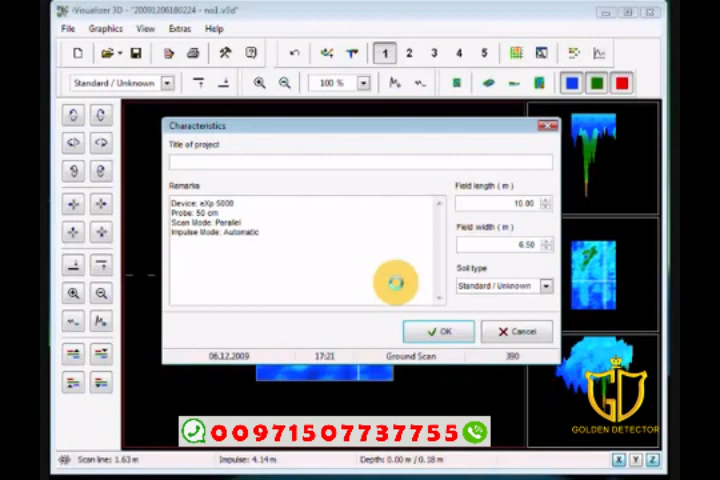 Visualizer 3D - "20091206180224 - no1.v3d"
File Graphics View Extras Help
1 2 3 4 5
Standard / Unknown 100 %
Characteristics
Title of project
Remarks
Device: eXp 5000
Probe: 50 cm
Scan Mode: Parallel
Impulse Mode: Automatic
Field length ( m )
10.00
Field width ( m )
6.50
Soil type
Standard / Unknown
OK Cancel
06.12.2009 17:21 Ground Scan 390
GOLDEN DETECTOR
00971507737755
Scan line: 1.63 m Impulse: 4.14 m Depth: 0.00 m / 0.18 m X Y Z